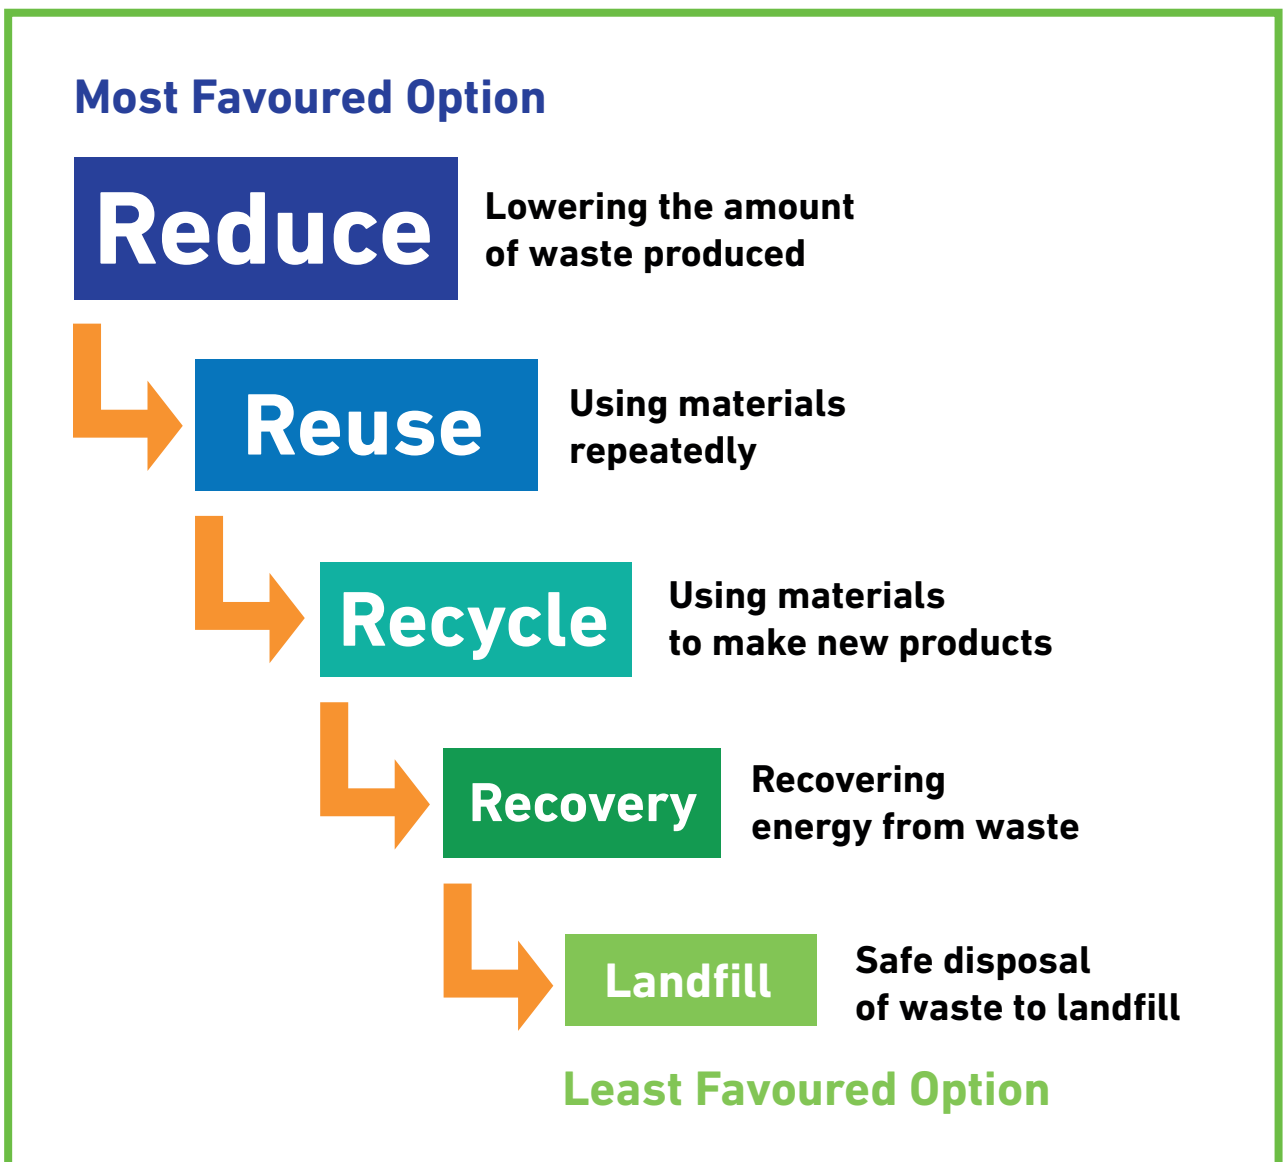 Most Favoured Option
Reduce
Lowering the amount
of waste produced
Reuse
Using materials
repeatedly
Recycle
Using materials
to make new products
Recovery
Recovering
energy from waste
Landfill
Safe disposal
of waste to landfill
Least Favoured Option